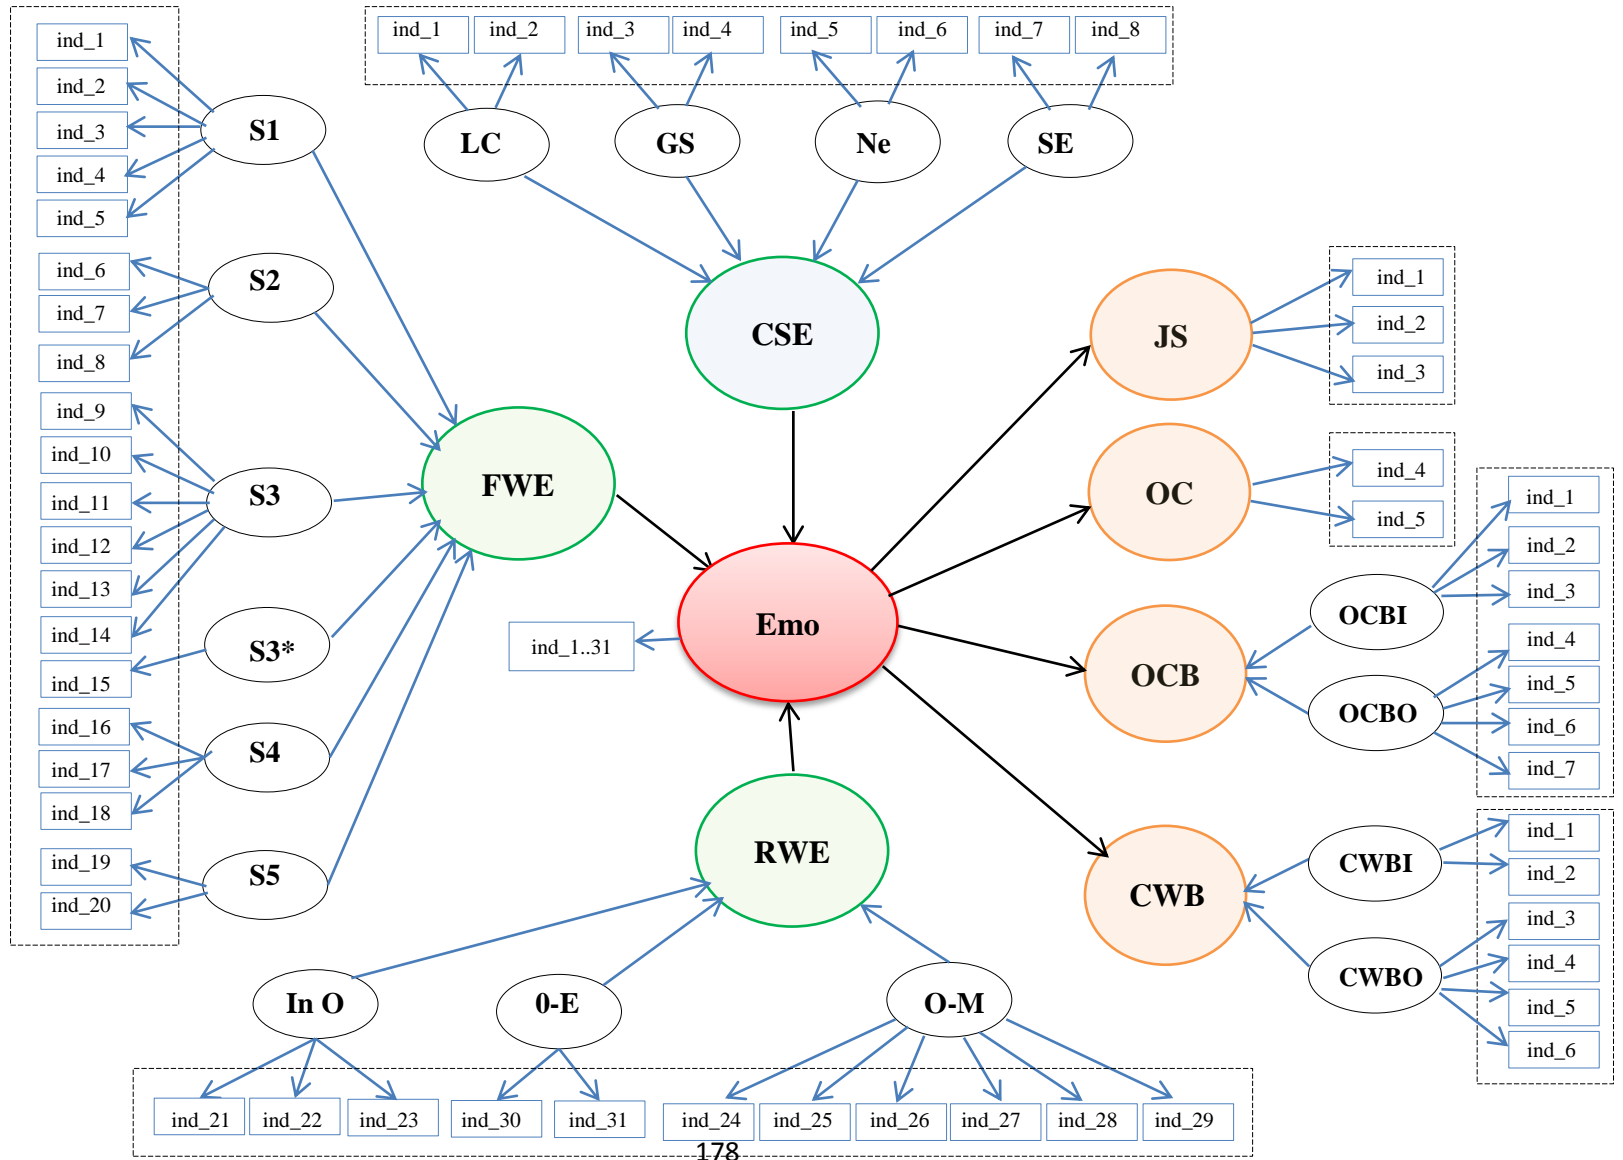 ind_1
ind_2
ind_3
ind_4
ind_5
ind_6
ind_7
ind_8
ind_9
ind_10
ind_11
ind_12
ind_13
ind_14
ind_15
ind_16
ind_17
ind_18
ind_19
ind_20
S1
S2
S3
S3*
S4
S5
ind_1 ind_2 ind_3 ind_4 ind_5 ind_6 ind_7 ind_8
LC GS Ne SE
CSE
FWE
Emo
ind_1..31
RWE
In O 0-E O-M
ind_21 ind_22 ind_23 ind_30 ind_31 ind_24 ind_25 ind_26 ind_27 ind_28 ind_29
JS
ind_1
ind_2
ind_3
OC
ind_4
ind_5
OCB
OCBI
OCBO
ind_1
ind_2
ind_3
ind_4
ind_5
ind_6
ind_7
CWB
CWBI
CWBO
ind_1
ind_2
ind_3
ind_4
ind_5
ind_6
178